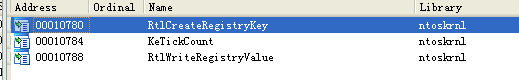 Address Ordinal Name Library
00010780 RtlCreateRegistryKey ntoskrnl
00010784 KeTickCount ntoskrnl
00010788 RtlWriteRegistryValue ntoskrnl